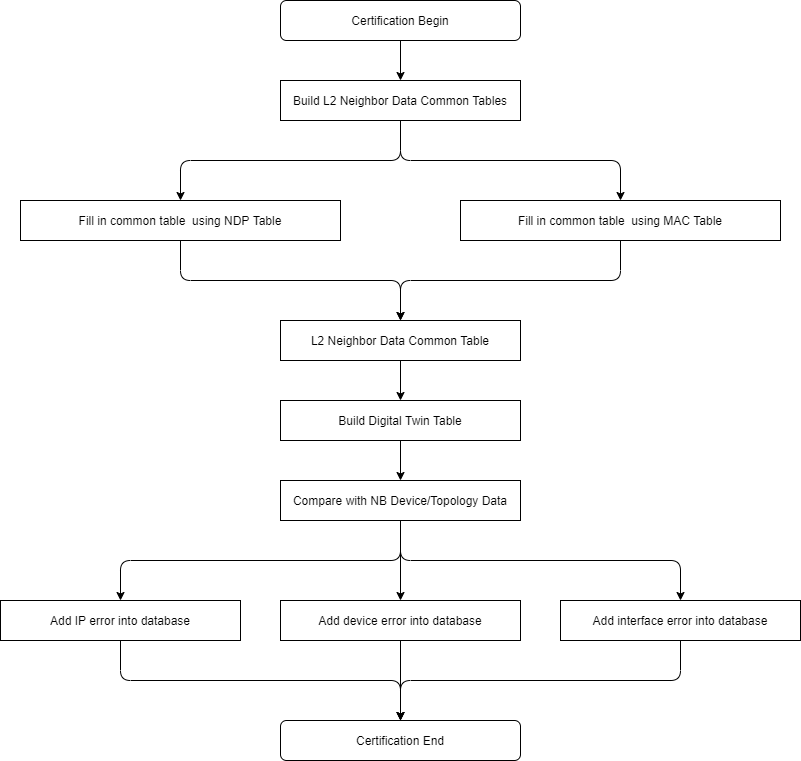 Certification Begin
Build L2 Neighbor Data Common Tables
Fill in common table  using NDP Table
Fill in common table  using MAC Table
L2 Neighbor Data Common Table
Build Digital Twin Table
Compare with NB Device/Topology Data
Add IP error into database
Add device error into database
Add interface error into database
Certification End